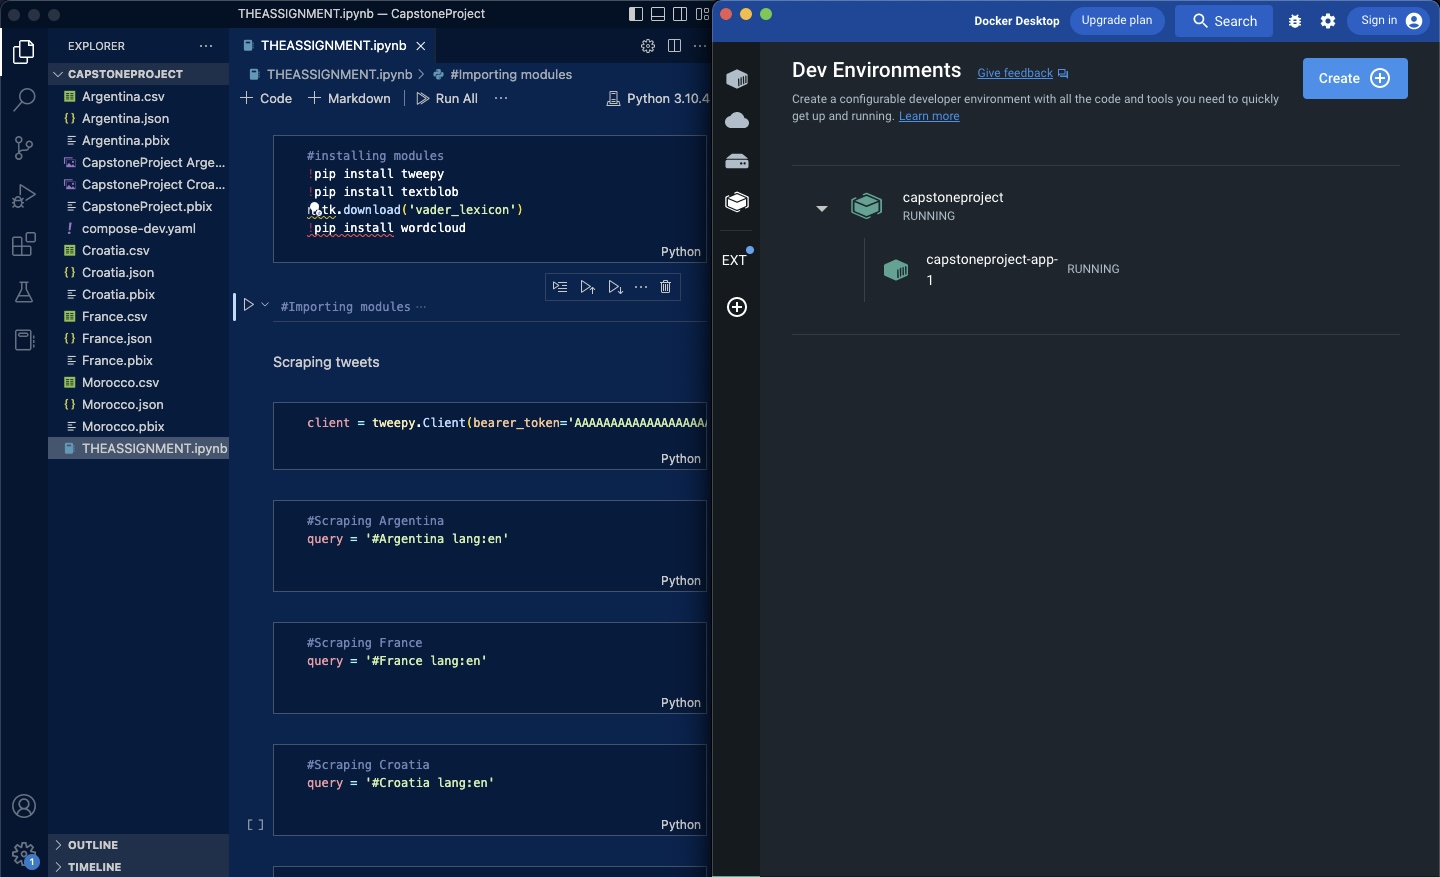 THEASSIGNMENT.ipynb — CapstoneProject
EXPLORER
CAPSTONEPROJECT
Argentina.csv
Argentina.json
Argentina.pbix
CapstoneProject Arge...
CapstoneProject Croa...
CapstoneProject.pbix
compose-dev.yaml
Croatia.csv
Croatia.json
Croatia.pbix
France.csv
France.json
France.pbix
Morocco.csv
Morocco.json
Morocco.pbix
THEASSIGNMENT.ipynb
OUTLINE
TIMELINE
1
THEASSIGNMENT.ipynb
THEASSIGNMENT.ipynb > #Importing modules
+ Code + Markdown Run All ... Python 3.10.4
#installing modules
!pip install tweepy
!pip install textblob
nltk.download('vader_lexicon')
!pip install wordcloud
Python
#Importing modules ...
Scraping tweets
client = tweepy.Client(bearer_token='AAAAAAAAAAAAAAAAAAA
Python
#Scraping Argentina
query = '#Argentina lang:en'
Python
#Scraping France
query = '#France lang:en'
Python
#Scraping Croatia
query = '#Croatia lang:en'
[ ]
Python
Docker Desktop Upgrade plan Search Sign in
EXT
Dev Environments Give feedback
Create
Create a configurable developer environment with all the code and tools you need to quickly
get up and running. Learn more
capstoneproject
RUNNING
capstoneproject-app-
1
RUNNING